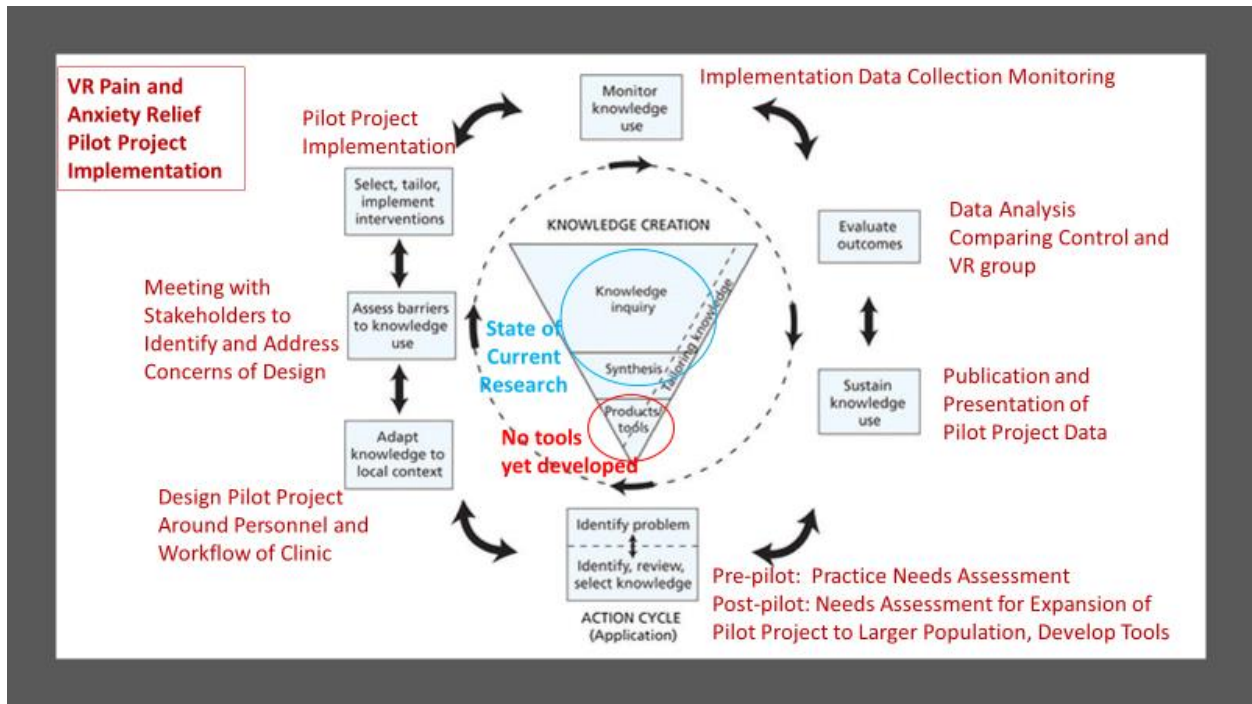 VR Pain and
Anxiety Relief
Pilot Project
Implementation
Pilot Project
Implementation
Monitor
knowledge
use
Implementation Data Collection Monitoring
Select, tailor,
implement
interventions
KNOWLEDGE CREATION
Knowledge
inquiry
Tailoring knowledge
Synthesis
Products/
tools
State of
Current
Research
No tools
yet developed
Evaluate
outcomes
Data Analysis
Comparing Control and
VR group
Meeting with
Stakeholders to
Identify and Address
Concerns of Design
Assess barriers
to knowledge
use
Sustain
knowledge
use
Publication and
Presentation of
Pilot Project Data
Adapt
knowledge to
local context
Design Pilot Project
Around Personnel and
Workflow of Clinic
Identify problem
Identify, review,
select knowledge
ACTION CYCLE
(Application)
Pre-pilot: Practice Needs Assessment
Post-pilot: Needs Assessment for Expansion of
Pilot Project to Larger Population, Develop Tools